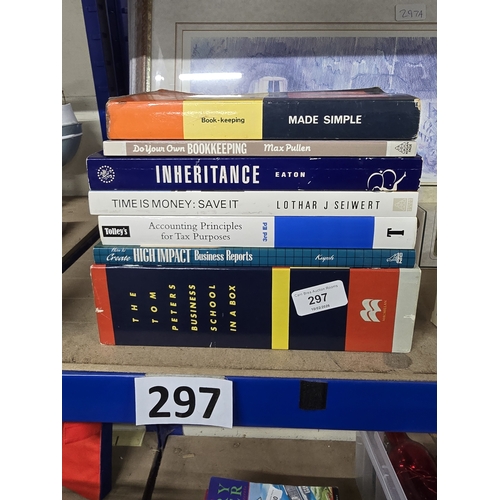 297A
Book-keeping MADE SIMPLE
Do Your Own BOOKKEEPING Max Pullen
INHERITANCE EATON
TIME IS MONEY: SAVE IT LOTHAR J SEIWERT
Tolley's Accounting Principles for Tax Purposes 3rd Ed
How to Create HIGH IMPACT Business Reports
THE
TOM
PETERS
BUSINESS
SCHOOL
IN A BOX
297
297